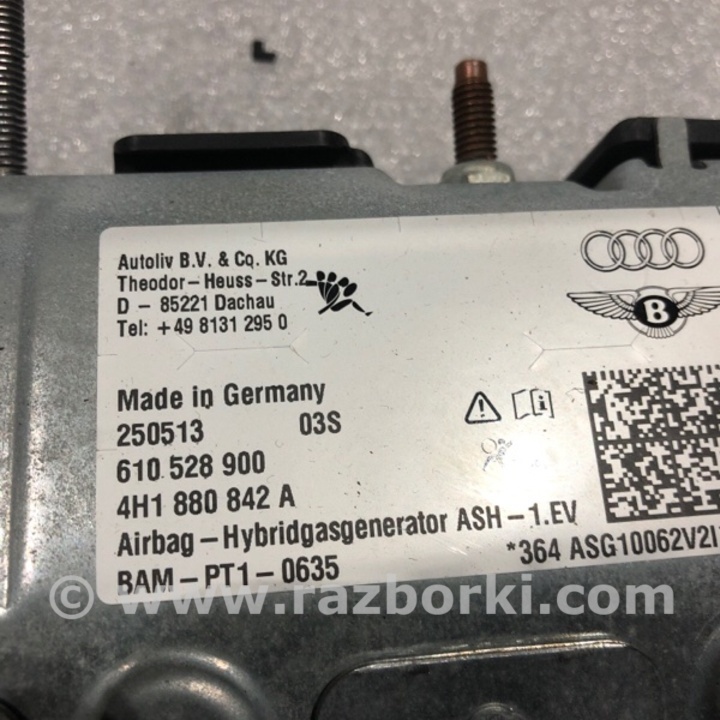 Autoliv B.V. & Co. KG
Theodor-Heuss-Str.2
D - 85221 Dachau
Tel: +49 8131 295 0
B
Made in Germany
250513 03S
610 528 900
4H1 880 842 A
Airbag-Hybridgasgenerator ASH-1.EV
BAM-PT1-0635
*364 ASG10062V2I
© www.razborki.com